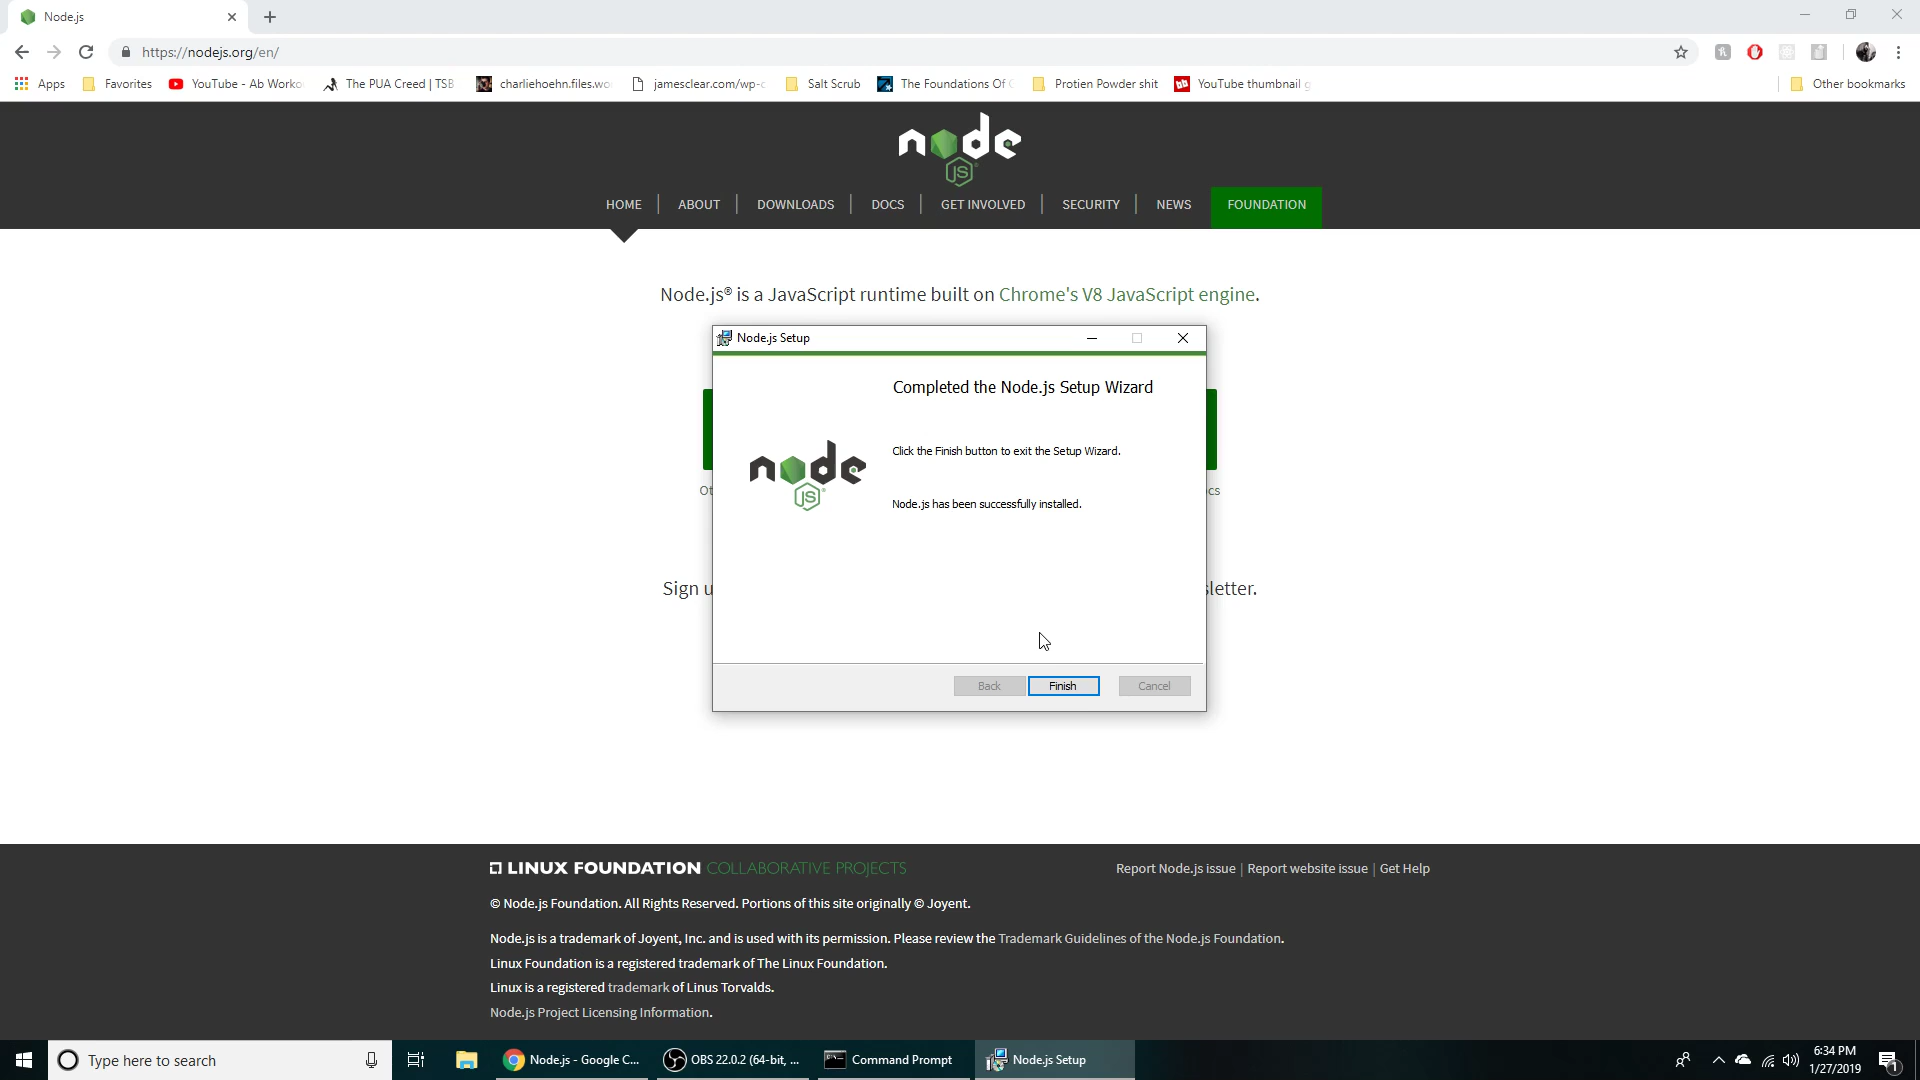 Node.js
https://nodejs.org/en/
Apps
Favorites
YouTube - Ab Worko
The PUA Creed | TSB
charliehoehn.files.wo
jamesclear.com/wp-c
Salt Scrub
The Foundations Of
Protien Powder shit
YouTube thumbnail g
Other bookmarks
node
JS
HOME
ABOUT
DOWNLOADS
DOCS
GET INVOLVED
SECURITY
NEWS
FOUNDATION
Node.js® is a JavaScript runtime built on Chrome's V8 JavaScript engine.
Node.js Setup
Completed the Node.js Setup Wizard
Click the Finish button to exit the Setup Wizard.
node
JS
Node.js has been successfully installed.
Ot
cs
Sign u
sletter.
Back
Finish
Cancel
LINUX FOUNDATION COLLABORATIVE PROJECTS
Report Node.js issue | Report website issue | Get Help
© Node.js Foundation. All Rights Reserved. Portions of this site originally © Joyent.
Node.js is a trademark of Joyent, Inc. and is used with its permission. Please review the Trademark Guidelines of the Node.js Foundation.
Linux Foundation is a registered trademark of The Linux Foundation.
Linux is a registered trademark of Linus Torvalds.
Node.js Project Licensing Information.
Type here to search
Node.js - Google C...
OBS 22.0.2 (64-bit, ...
Command Prompt
Node.js Setup
6:34 PM
1/27/2019
1